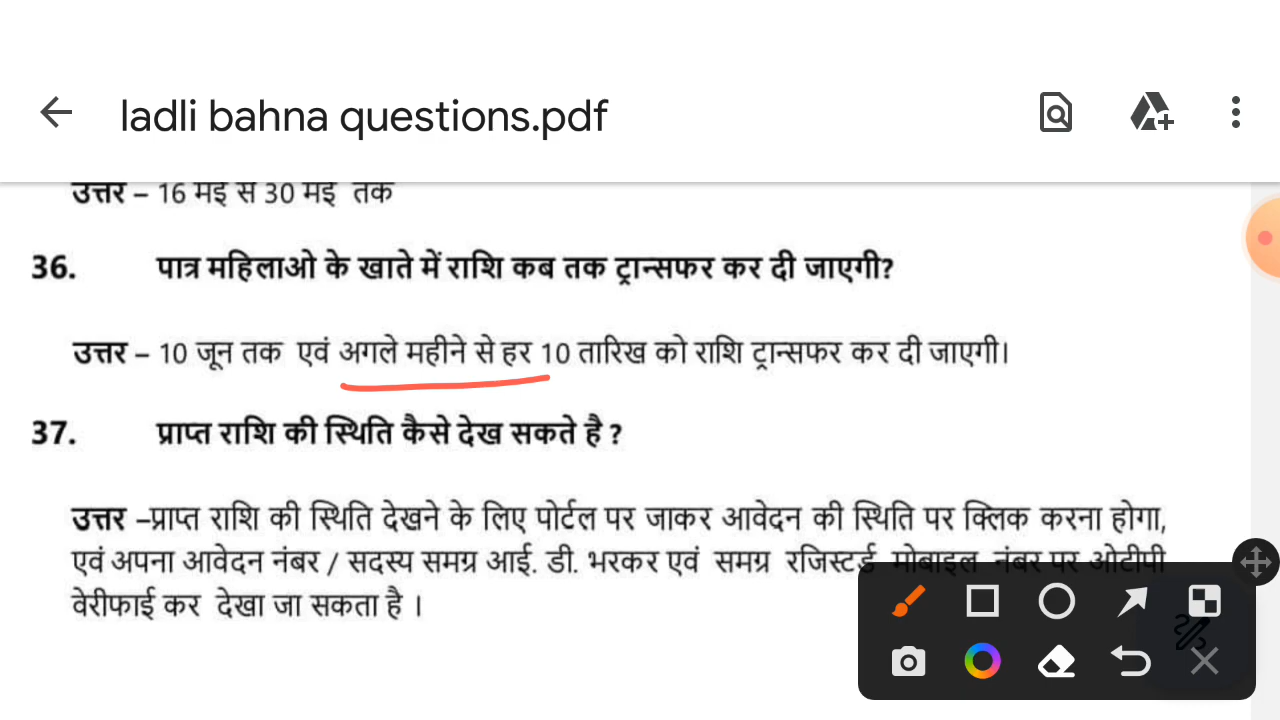 ladli bahna questions.pdf
उत्तर – 16 मई से 30 मई तक
36. पात्र महिलाओ के खाते में राशि कब तक ट्रान्सफर कर दी जाएगी?
उत्तर – 10 जून तक एवं अगले महीने से हर 10 तारिख को राशि ट्रान्सफर कर दी जाएगी।
37. प्राप्त राशि की स्थिति कैसे देख सकते है ?
उत्तर –प्राप्त राशि की स्थिति देखने के लिए पोर्टल पर जाकर आवेदन की स्थिति पर क्लिक करना होगा,
एवं अपना आवेदन नंबर / सदस्य समग्र आई. डी. भरकर एवं समग्र रजिस्टर्ड मोबाइल नंबर पर ओटीपी
वेरीफाई कर देखा जा सकता है ।